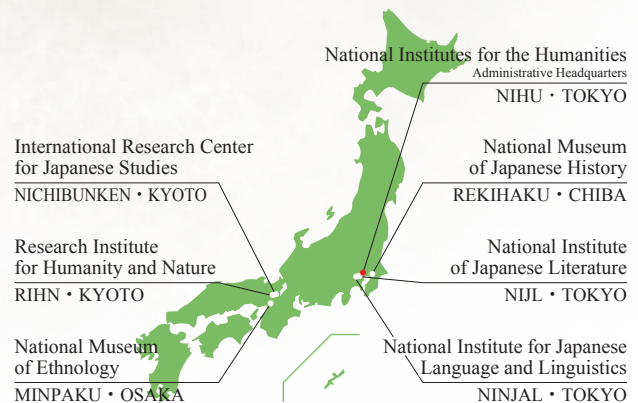 National Institutes for the Humanities
Administrative Headquarters
NIHU・TOKYO
International Research Center
for Japanese Studies
NICHIBUNKEN・KYOTO
National Museum
of Japanese History
REKIHAKU・CHIBA
Research Institute
for Humanity and Nature
RIHN・KYOTO
National Institute
of Japanese Literature
NIJL・TOKYO
National Museum
of Ethnology
MINPAKU・OSAKA
National Institute for Japanese
Language and Linguistics
NINJAL・TOKYO